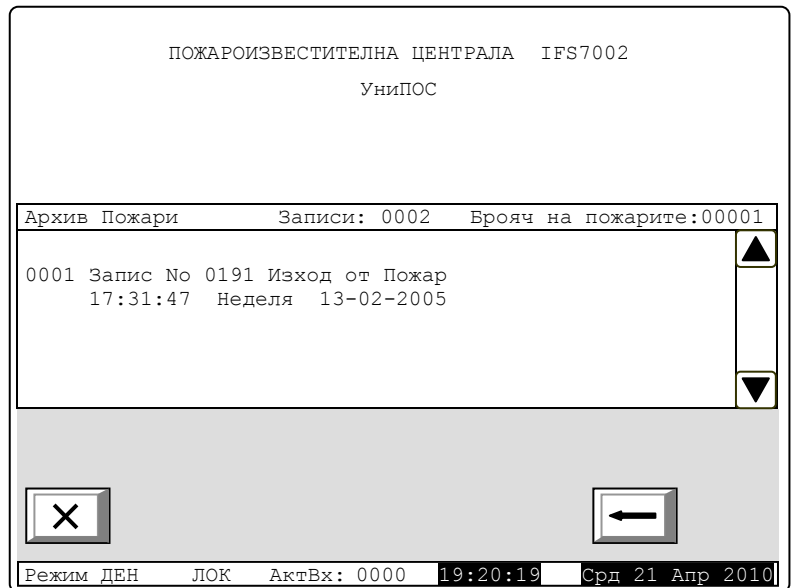 ПОЖАРОИЗВЕСТИТЕЛНА ЦЕНТРАЛА IFS7002
УниПОС
Архив Пожари Записи: 0002 Брояч на пожарите:00001
0001 Запис No 0191 Изход от Пожар
17:31:47 Неделя 13-02-2005
Режим ДЕН ЛОК АктВх: 0000 19:20:19 Срд 21 Апр 2010